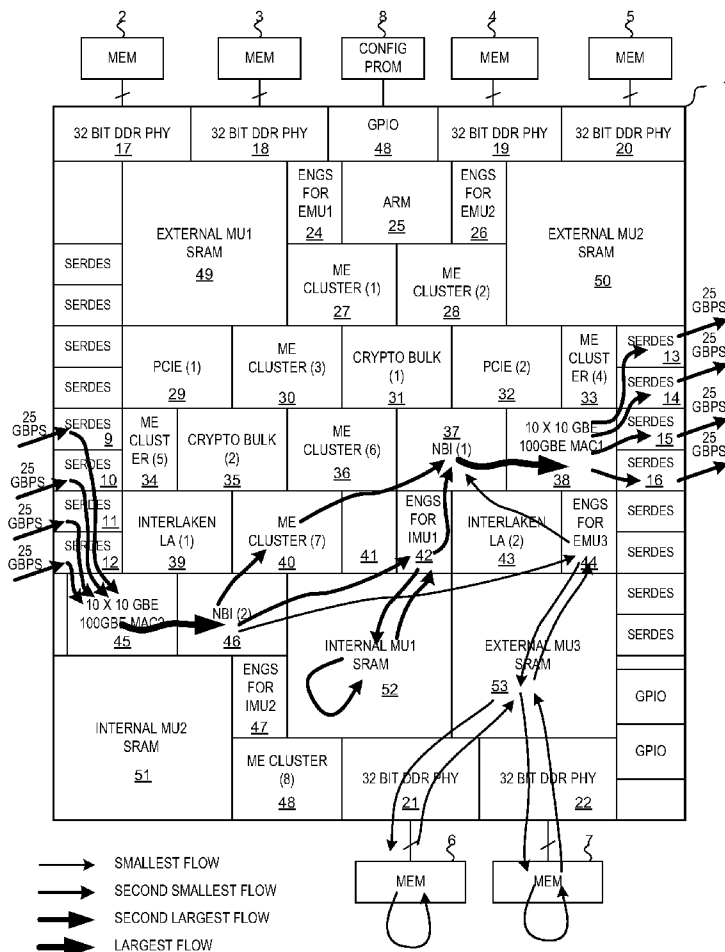 2
3
8
4
5
MEM
MEM
CONFIG
PROM
MEM
MEM
32 BIT DDR PHY
17
32 BIT DDR PHY
18
GPIO
48
32 BIT DDR PHY
19
32 BIT DDR PHY
20
EXTERNAL MU1
SRAM
49
ENGS
FOR
EMU1
24
ARM
25
ENGS
FOR
EMU2
26
EXTERNAL MU2
SRAM
50
SERDES
SERDES
ME
CLUSTER (1)
27
ME
CLUSTER (2)
28
SERDES
SERDES
PCIE (1)
29
ME
CLUSTER (3)
30
CRYPTO BULK
(1)
31
PCIE (2)
32
ME
CLUST
ER (4)
33
SERDES
13
SERDES
14
25
GBPS
25
GBPS
25
GBPS
25
GBPS
25
GBPS
25
GBPS
25
GBPS
25
GBPS
SERDES
9
SERDES
10
ME
CLUST
ER (5)
34
CRYPTO BULK
(2)
35
ME
CLUSTER (6)
36
37
NBI (1)
10 X 10 GBE
100GBE MAC1
38
SERDES
15
SERDES
16
SERDES
11
SERDES
12
INTERLAKEN
LA (1)
39
ME
CLUSTER (7)
40
41
ENGS
FOR
IMU1
42
INTERLAKEN
LA (2)
43
ENGS
FOR
EMU3
44
SERDES
SERDES
10 X 10 GBE
100GBE MAC2
45
NBI (2)
46
INTERNAL MU1
SRAM
52
EXTERNAL MU3
SRAM
53
SERDES
SERDES
INTERNAL MU2
SRAM
51
ENGS
FOR
IMU2
47
GPIO
GPIO
ME CLUSTER
(8)
48
32 BIT DDR PHY
21
32 BIT DDR PHY
22
6
7
MEM
MEM
SMALLEST FLOW
SECOND SMALLEST FLOW
SECOND LARGEST FLOW
LARGEST FLOW